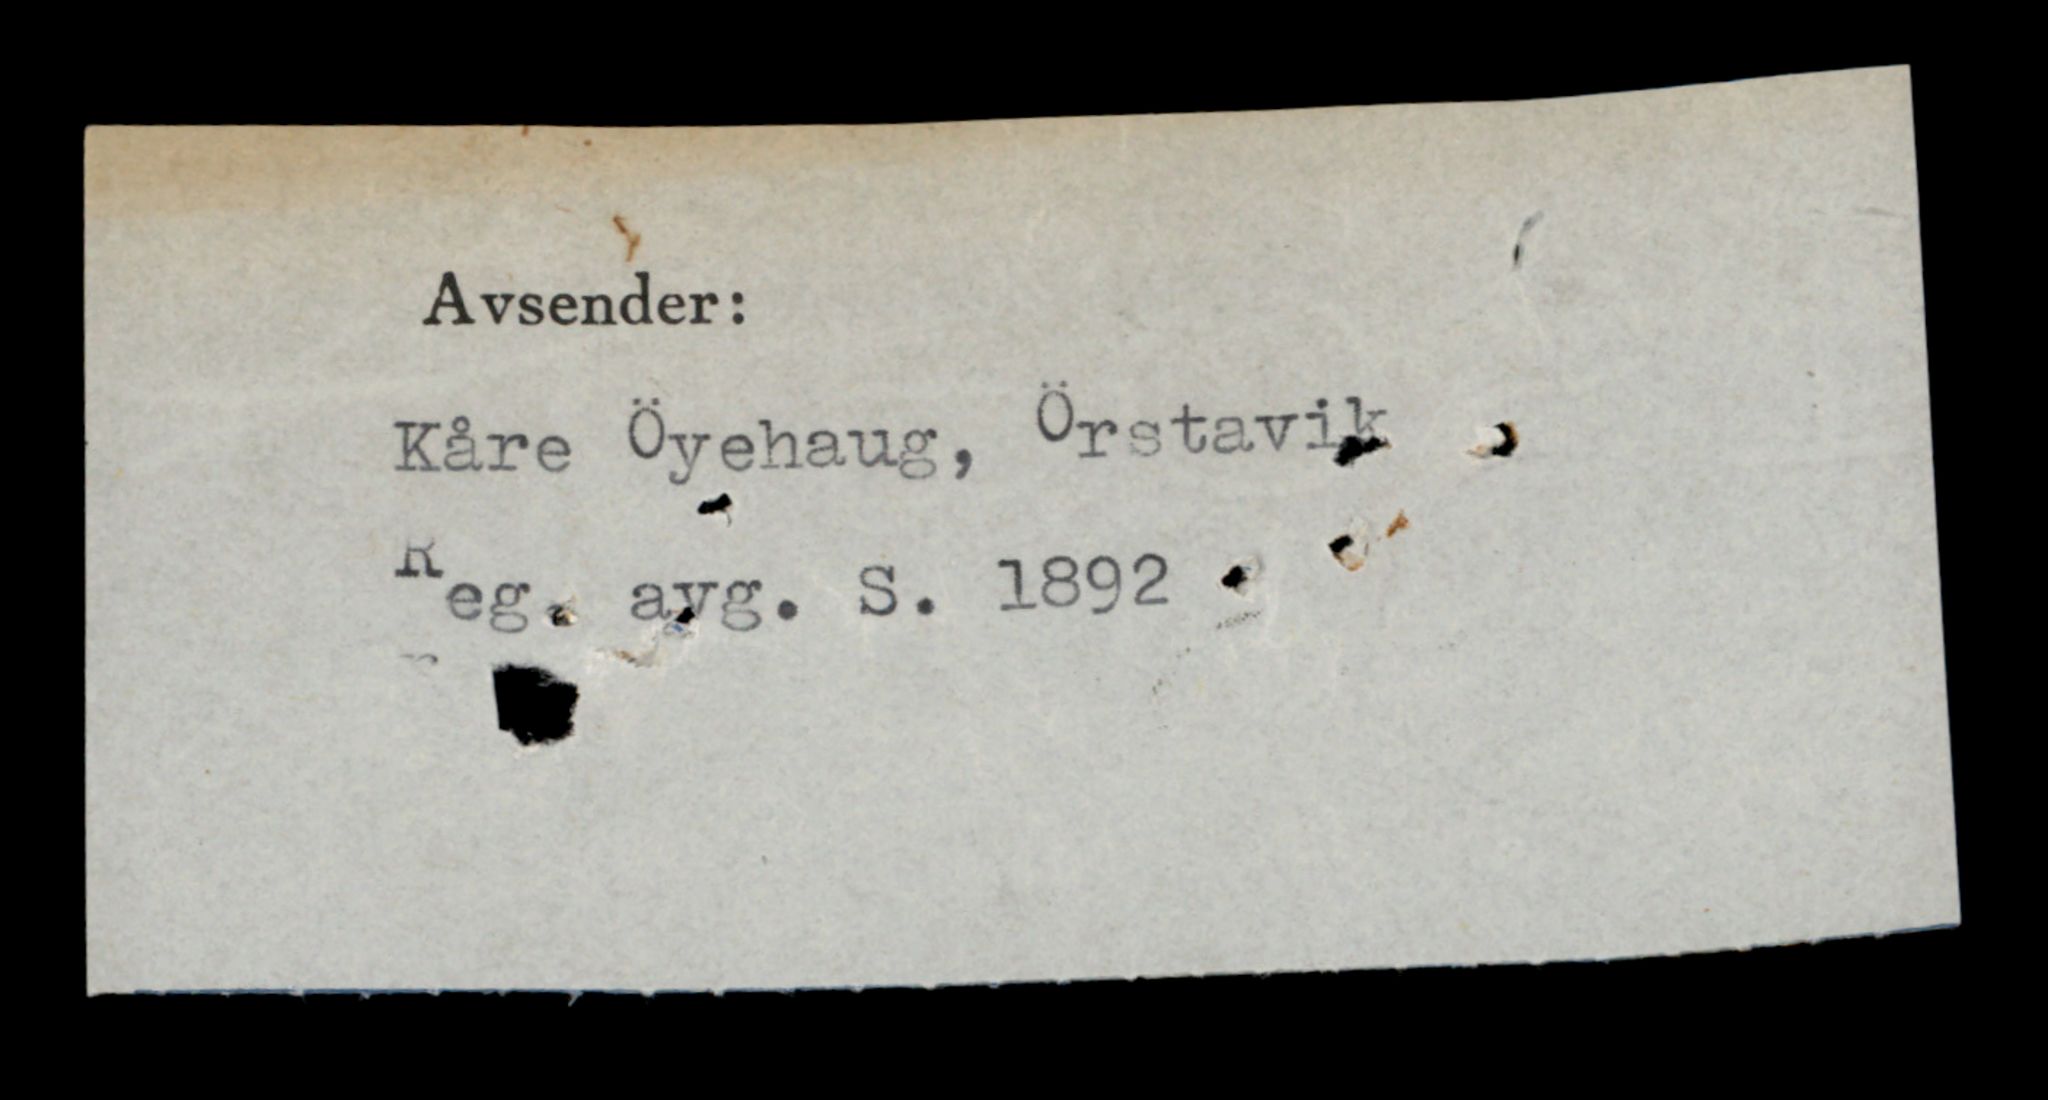 Avsender:
Kåre Öyehaug, Örstavik
Reg. avg. S. 1892